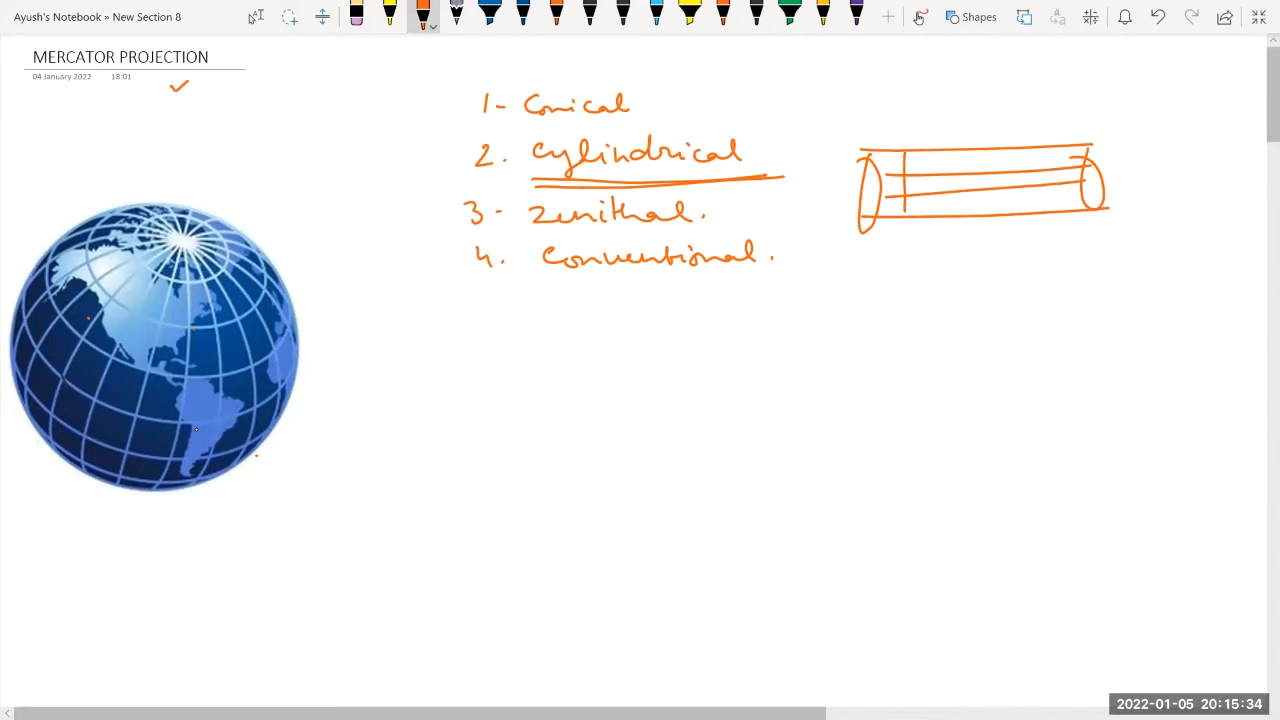 Ayush's Notebook » New Section 8
Shapes
MERCATOR PROJECTION
04 January 2022 18:01
1- Conical
2. cylindrical
3- Zenithal.
4. Conventional.
2022-01-05 20:15:34